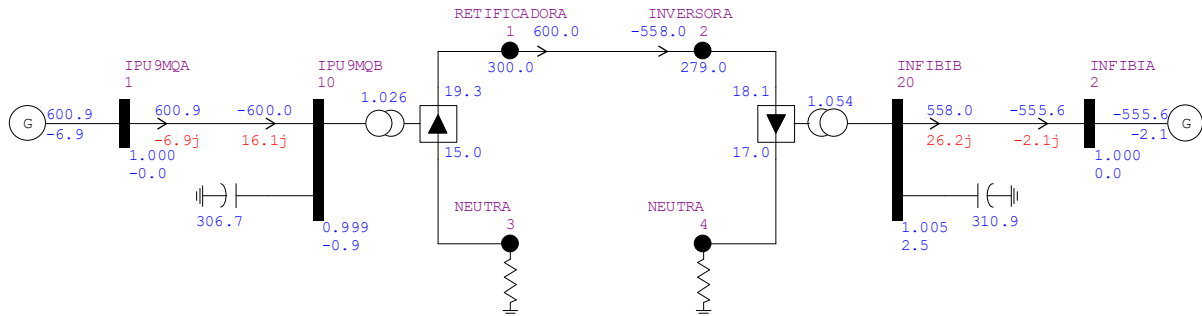 RETIFICADORA
1
600.0
-558.0
INVERSORA
2
300.0
279.0
IPU9MQA
1
IPU9MQB
10
INFIBIB
20
INFIBIA
2
G
600.9
-6.9
600.9
-6.9j
-600.0
16.1j
1.026
19.3
15.0
18.1
17.0
1.054
558.0
26.2j
-555.6
-2.1j
-555.6
-2.1
G
1.000
-0.0
1.000
0.0
306.7
0.999
-0.9
NEUTRA
3
NEUTRA
4
1.005
2.5
310.9